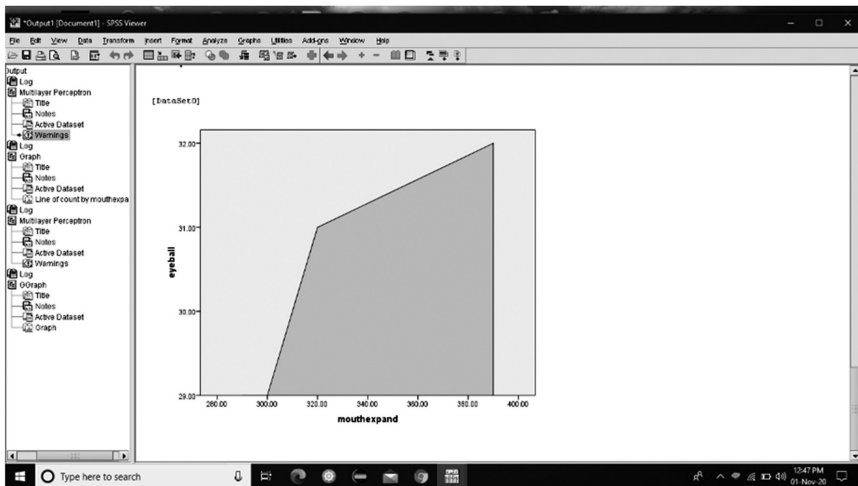 *Output1 [Document1] - SPSS Viewer
File Edit View Data Transform Insert Format Analyze Graphs Utilities Add-ons Window Help
Output
Log
Multilayer Perceptron
Title
Notes
Active Dataset
Warnings
Log
Graph
Title
Notes
Active Dataset
Line of count by mouthexpa
Log
Multilayer Perceptron
Title
Notes
Active Dataset
Warnings
Log
GGraph
Title
Notes
Active Dataset
Graph
[DataSet0]
32.00
31.00
30.00
29.00
eyeball
280.00 300.00 320.00 340.00 360.00 380.00 400.00
mouthexpand
Type here to search
12:47 PM
01-Nov-20